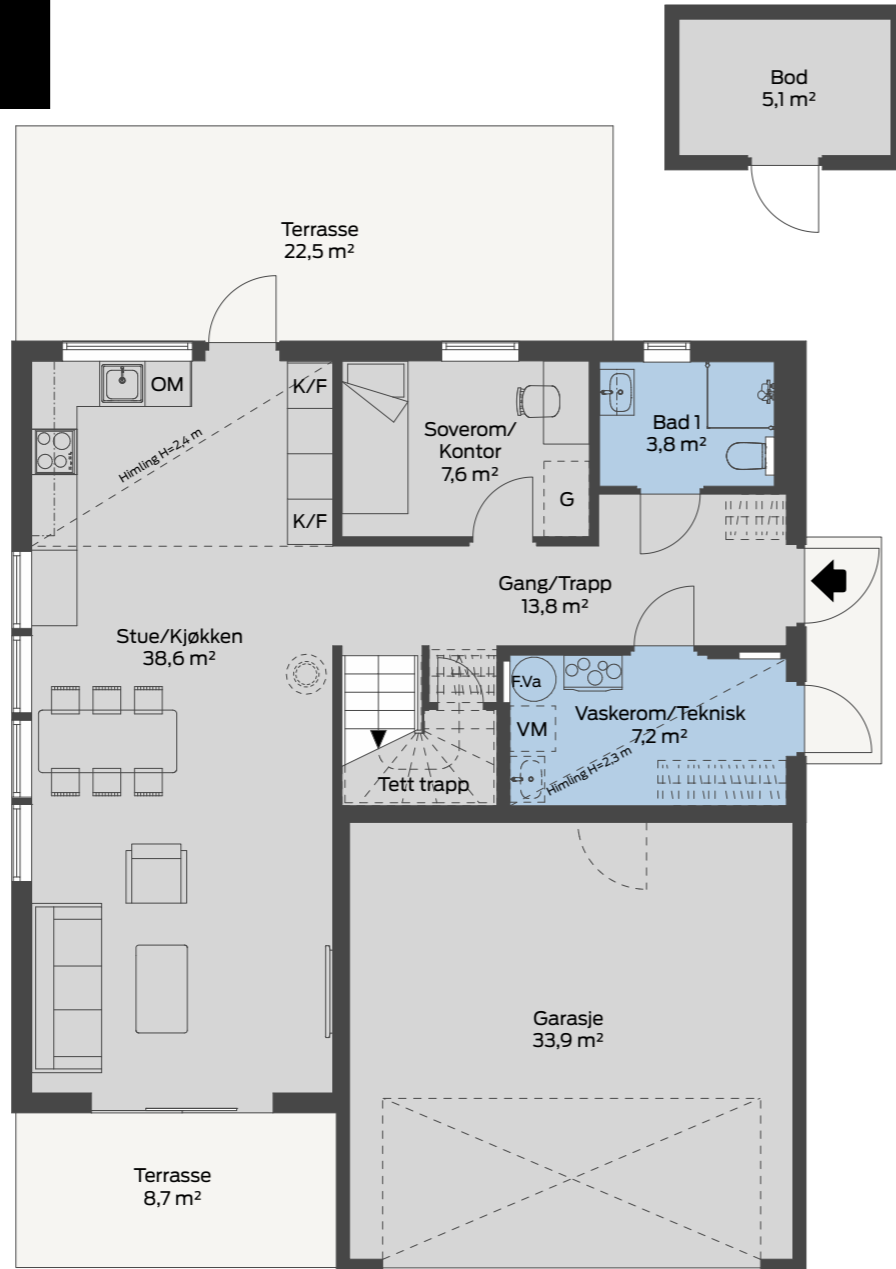 Bod
5,1 m²
Terrasse
22,5 m²
OM
K/F
Himling H=2,4 m
K/F
Soverom/
Kontor
7,6 m²
G
Bad 1
3,8 m²
Gang/Trapp
13,8 m²
Stue/Kjøkken
38,6 m²
F.Va
VM
Vaskerom/Teknisk
7,2 m²
Himling H=2,3 m
Tett trapp
Garasje
33,9 m²
Terrasse
8,7 m²